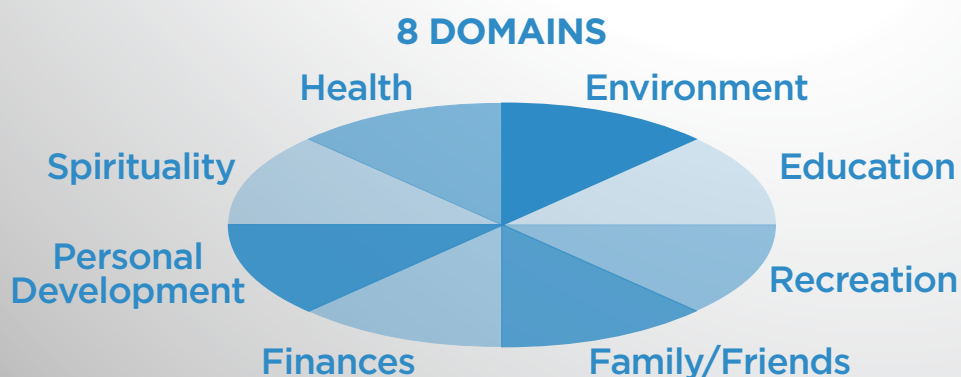 8 DOMAINS
Health
Environment
Spirituality
Education
Personal
Development
Recreation
Finances
Family/Friends